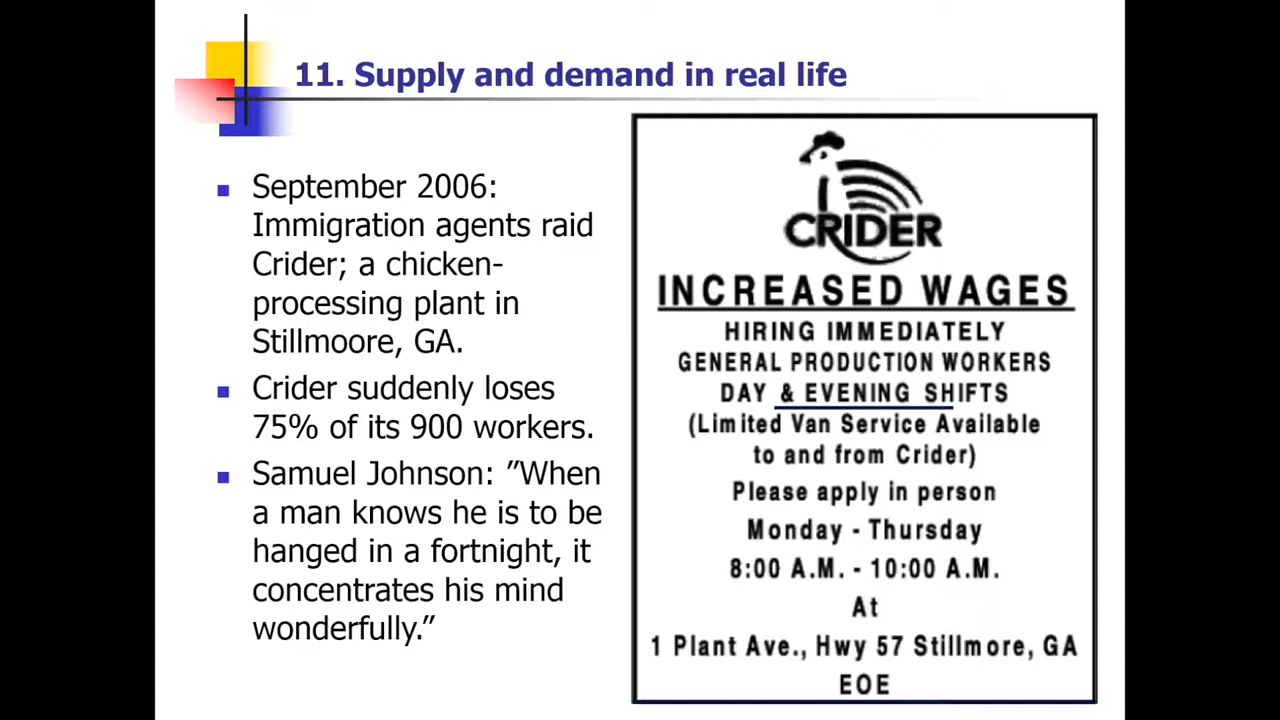 11. Supply and demand in real life
September 2006:
Immigration agents raid
Crider; a chicken-
processing plant in
Stillmoore, GA.
Crider suddenly loses
75% of its 900 workers.
Samuel Johnson: ”When
a man knows he is to be
hanged in a fortnight, it
concentrates his mind
wonderfully.”
CRIDER
INCREASED WAGES
HIRING IMMEDIATELY
GENERAL PRODUCTION WORKERS
DAY & EVENING SHIFTS
(Limited Van Service Available
to and from Crider)
Please apply in person
Monday - Thursday
8:00 A.M. - 10:00 A.M.
At
1 Plant Ave., Hwy 57 Stillmore, GA
EOE